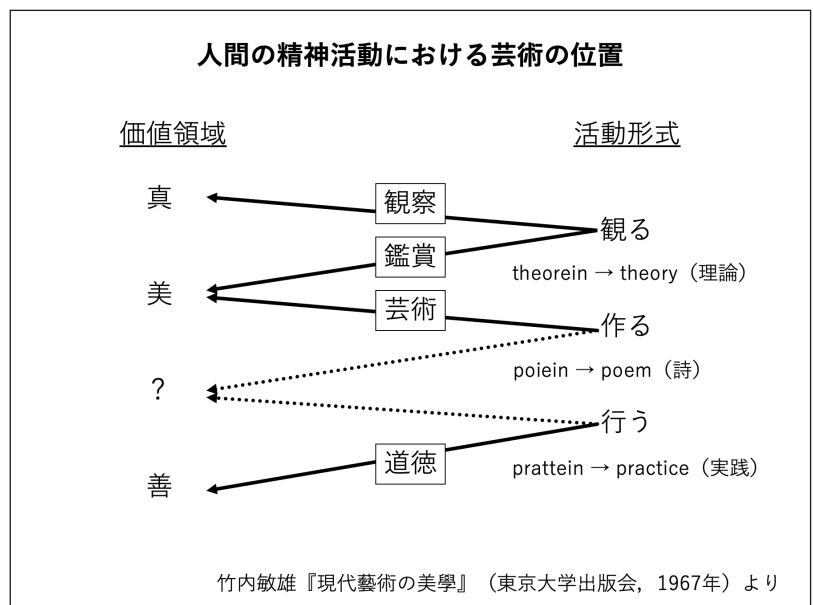 人間の精神活動における芸術の位置
価値領域
活動形式
真
観察
観る
鑑賞
theorein → theory（理論）
美
芸術
作る
poiein → poem（詩）
？
行う
道徳
prattein → practice（実践）
善
竹内敏雄『現代藝術の美學』（東京大学出版会，1967年）より